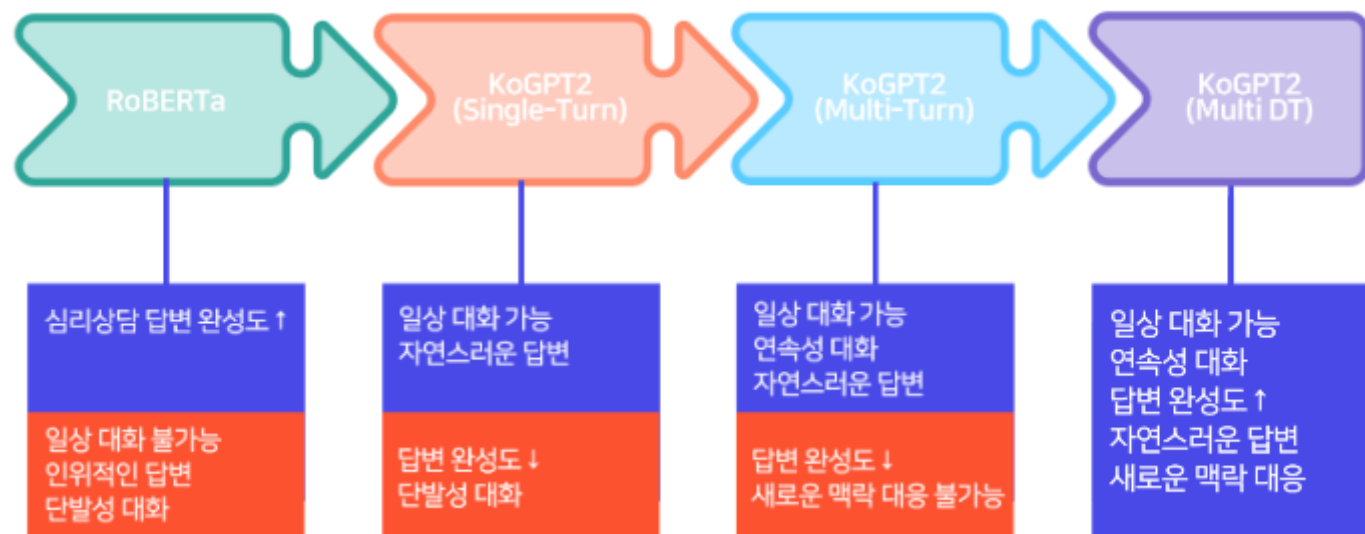 RoBERTa
KoGPT2
(Single-Turn)
KoGPT2
(Multi-Turn)
KoGPT2
(Multi DT)
심리상담 답변 완성도 ↑
일상 대화 불가능
인위적인 답변
단발성 대화
일상 대화 가능
자연스러운 답변
답변 완성도 ↓
단발성 대화
일상 대화 가능
연속성 대화
자연스러운 답변
답변 완성도 ↓
새로운 맥락 대응 불가능
일상 대화 가능
연속성 대화
답변 완성도 ↑
자연스러운 답변
새로운 맥락 대응